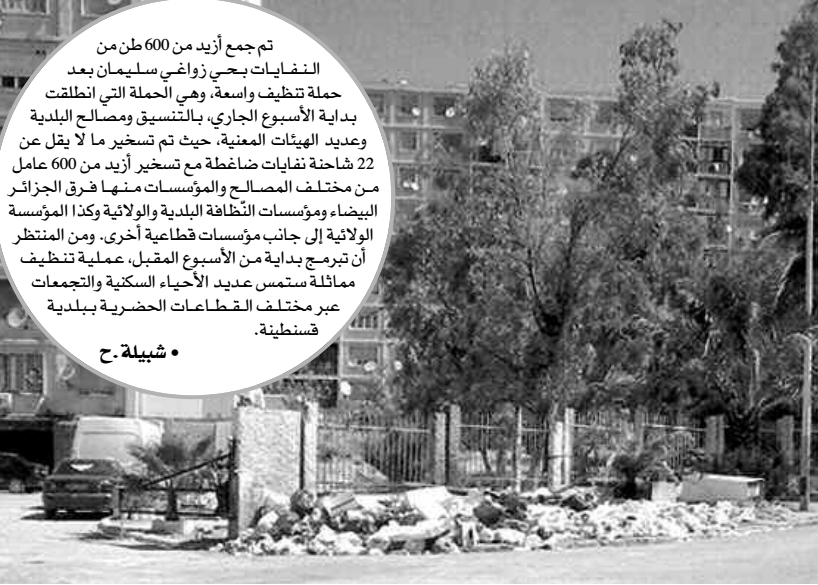 تم جمع أزيد من 600 طن من
النفايات بحي زواغي سليمان بعد
حملة تنظيف واسعة، وهي الحملة التي انطلقت
بداية الأسبوع الجاري، بالتنسيق ومصالح البلدية
وعديد الهيئات المعنية، حيث تم تسخير ما لا يقل عن
22 شاحنة نفايات ضاغطة مع تسخير أزيد من 600 عامل
من مختلف المصالح والمؤسسات منها فرق الجزائر
البيضاء ومؤسسات النّظافة البلدية والولائية وكذا المؤسسة
الولائية إلى جانب مؤسسات قطاعية أخرى. ومن المنتظر
أن تبرمج بداية من الأسبوع المقبل، عملية تنظيف
مماثلة ستمس عديد الأحياء السكنية والتجمعات
عبر مختلف القطاعات الحضرية ببلدية
قسنطينة.
• شبيلة.ح